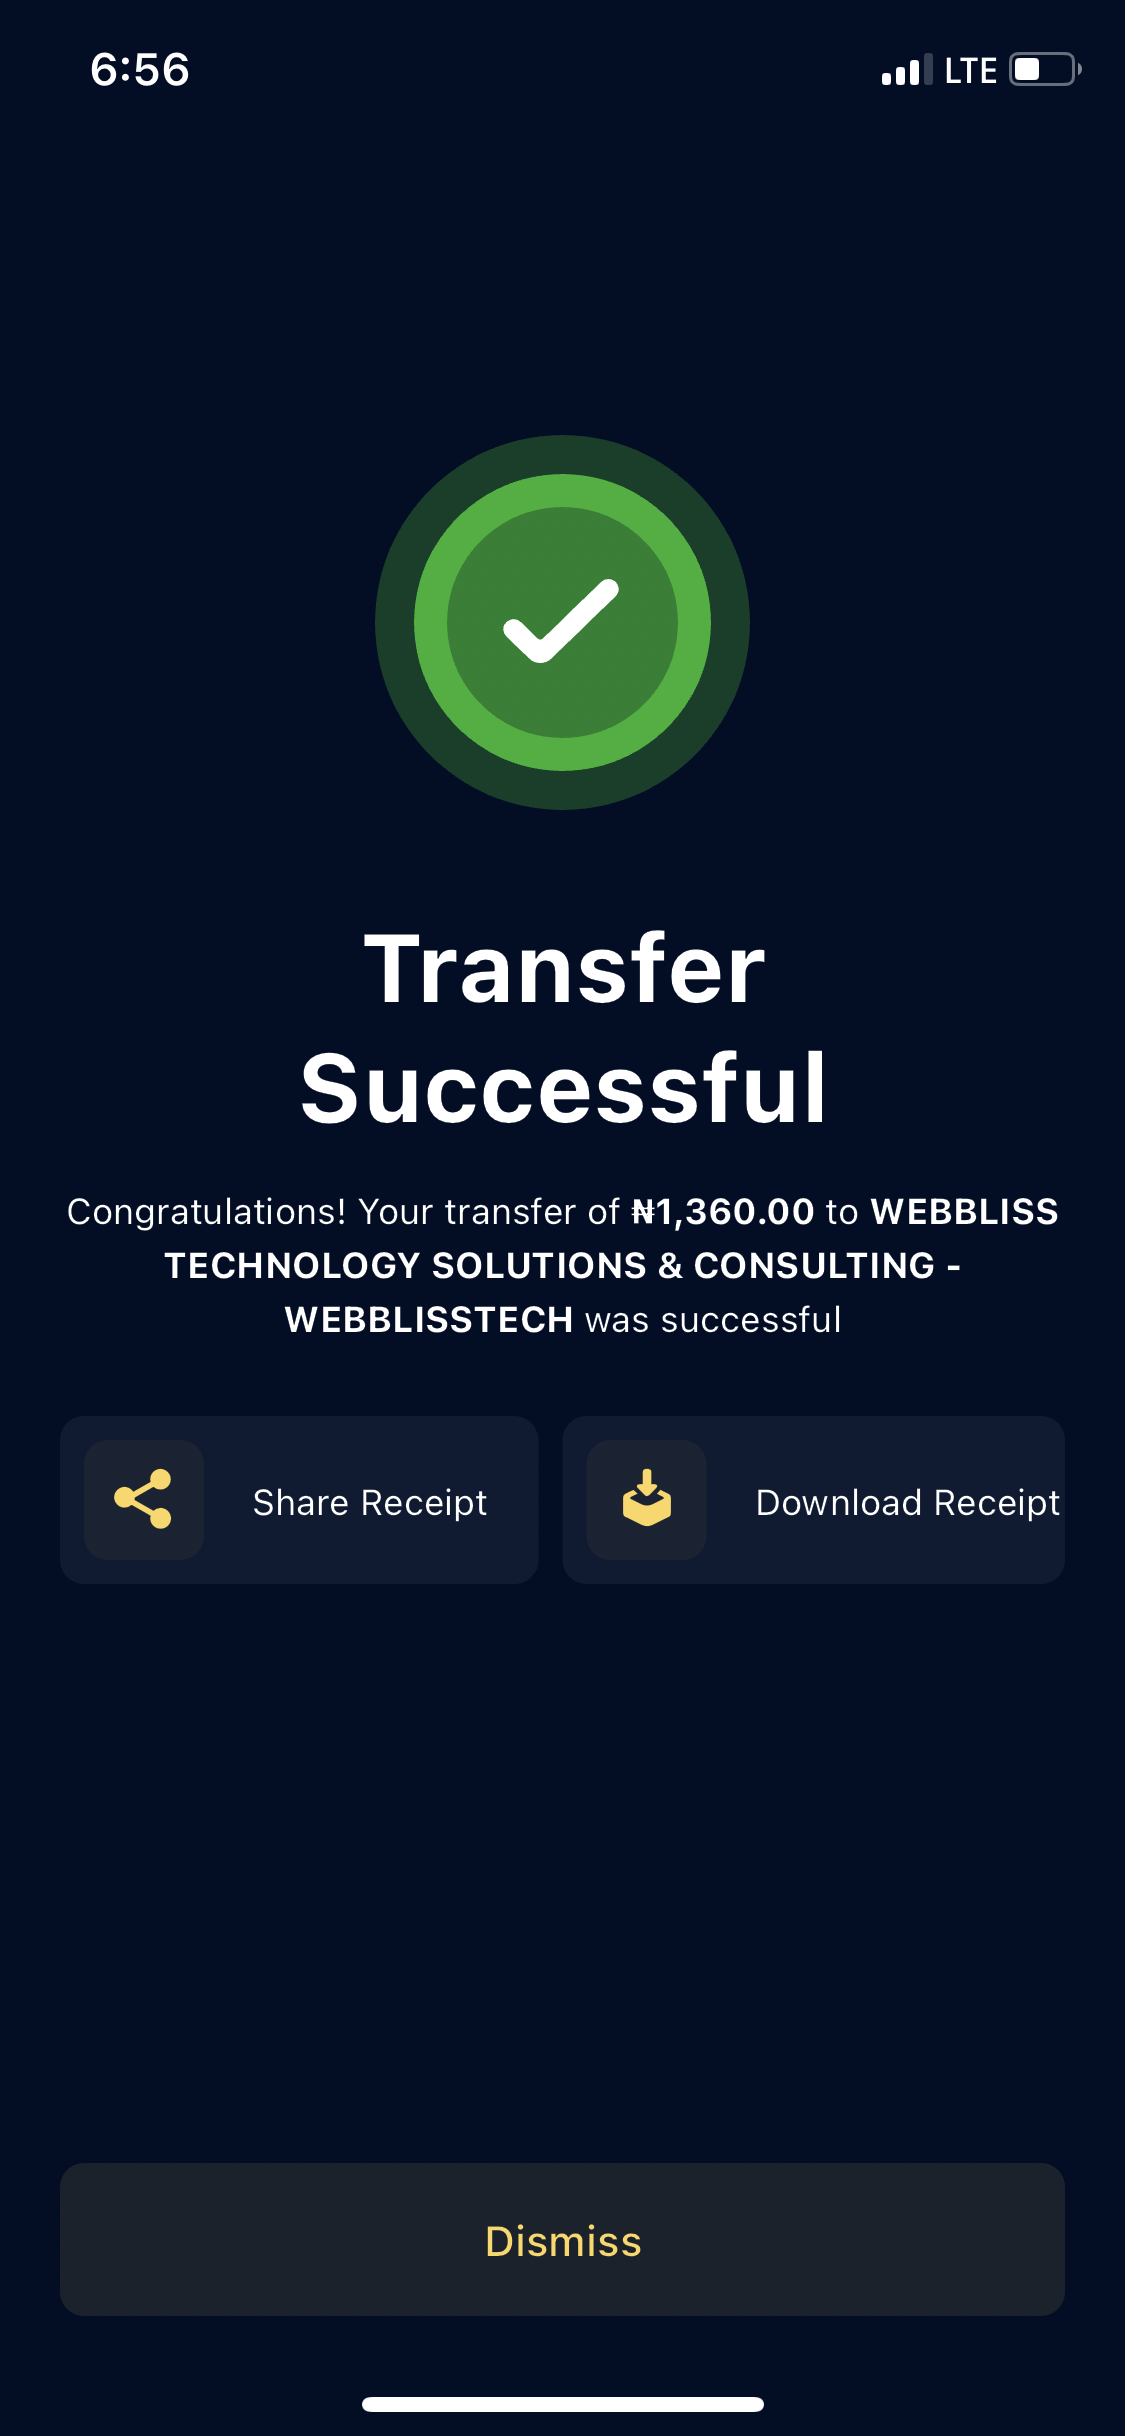 6:56
LTE
Transfer
Successful
Congratulations! Your transfer of ₦1,360.00 to WEBBLISS
TECHNOLOGY SOLUTIONS & CONSULTING -
WEBBLISSTECH was successful
Share Receipt
Download Receipt
Dismiss